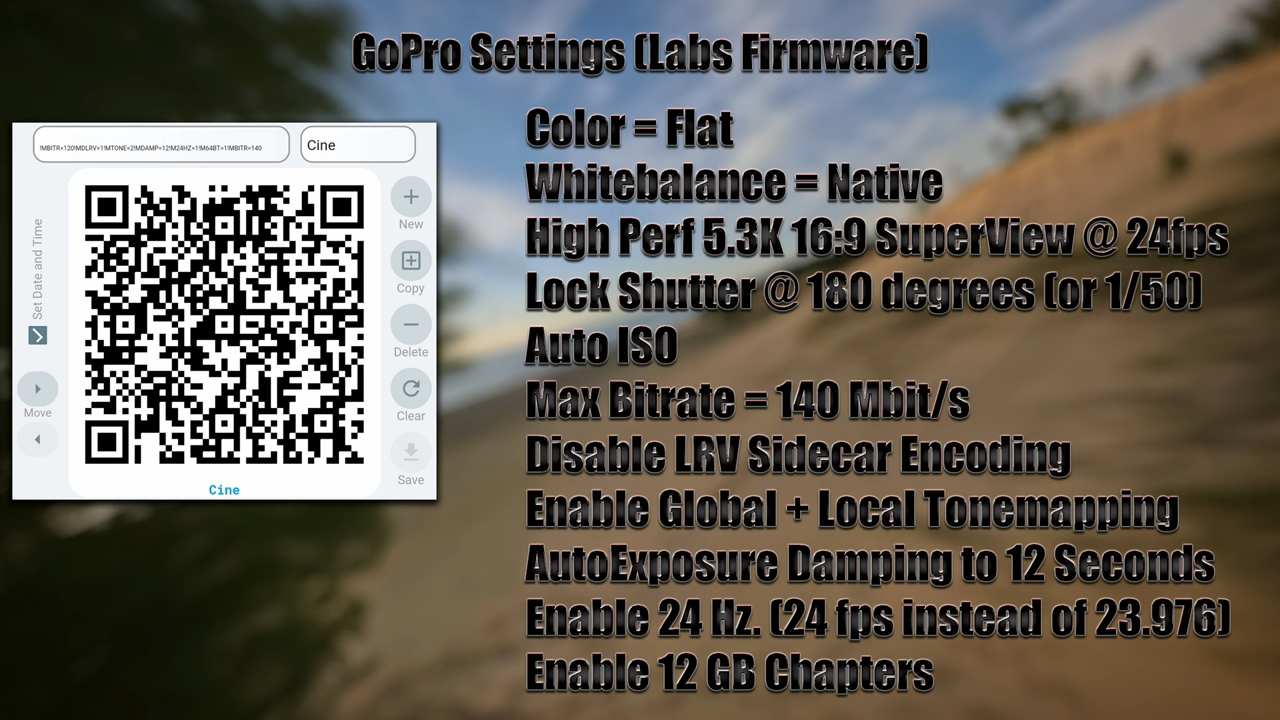 GoPro Settings (Labs Firmware)
!MBITR=120!MDLRV=1!MTONE=2!MDAMP=12!M24HZ=1!M64BT=1!MBITR=140
Cine
Set Date and Time
New
Copy
Delete
Move
Clear
Save
Cine
Color = Flat
Whitebalance = Native
High Perf 5.3K 16:9 SuperView @ 24fps
Lock Shutter @ 180 degrees (or 1/50)
Auto ISO
Max Bitrate = 140 Mbit/s
Disable LRV Sidecar Encoding
Enable Global + Local Tonemapping
AutoExposure Damping to 12 Seconds
Enable 24 Hz. (24 fps instead of 23.976)
Enable 12 GB Chapters